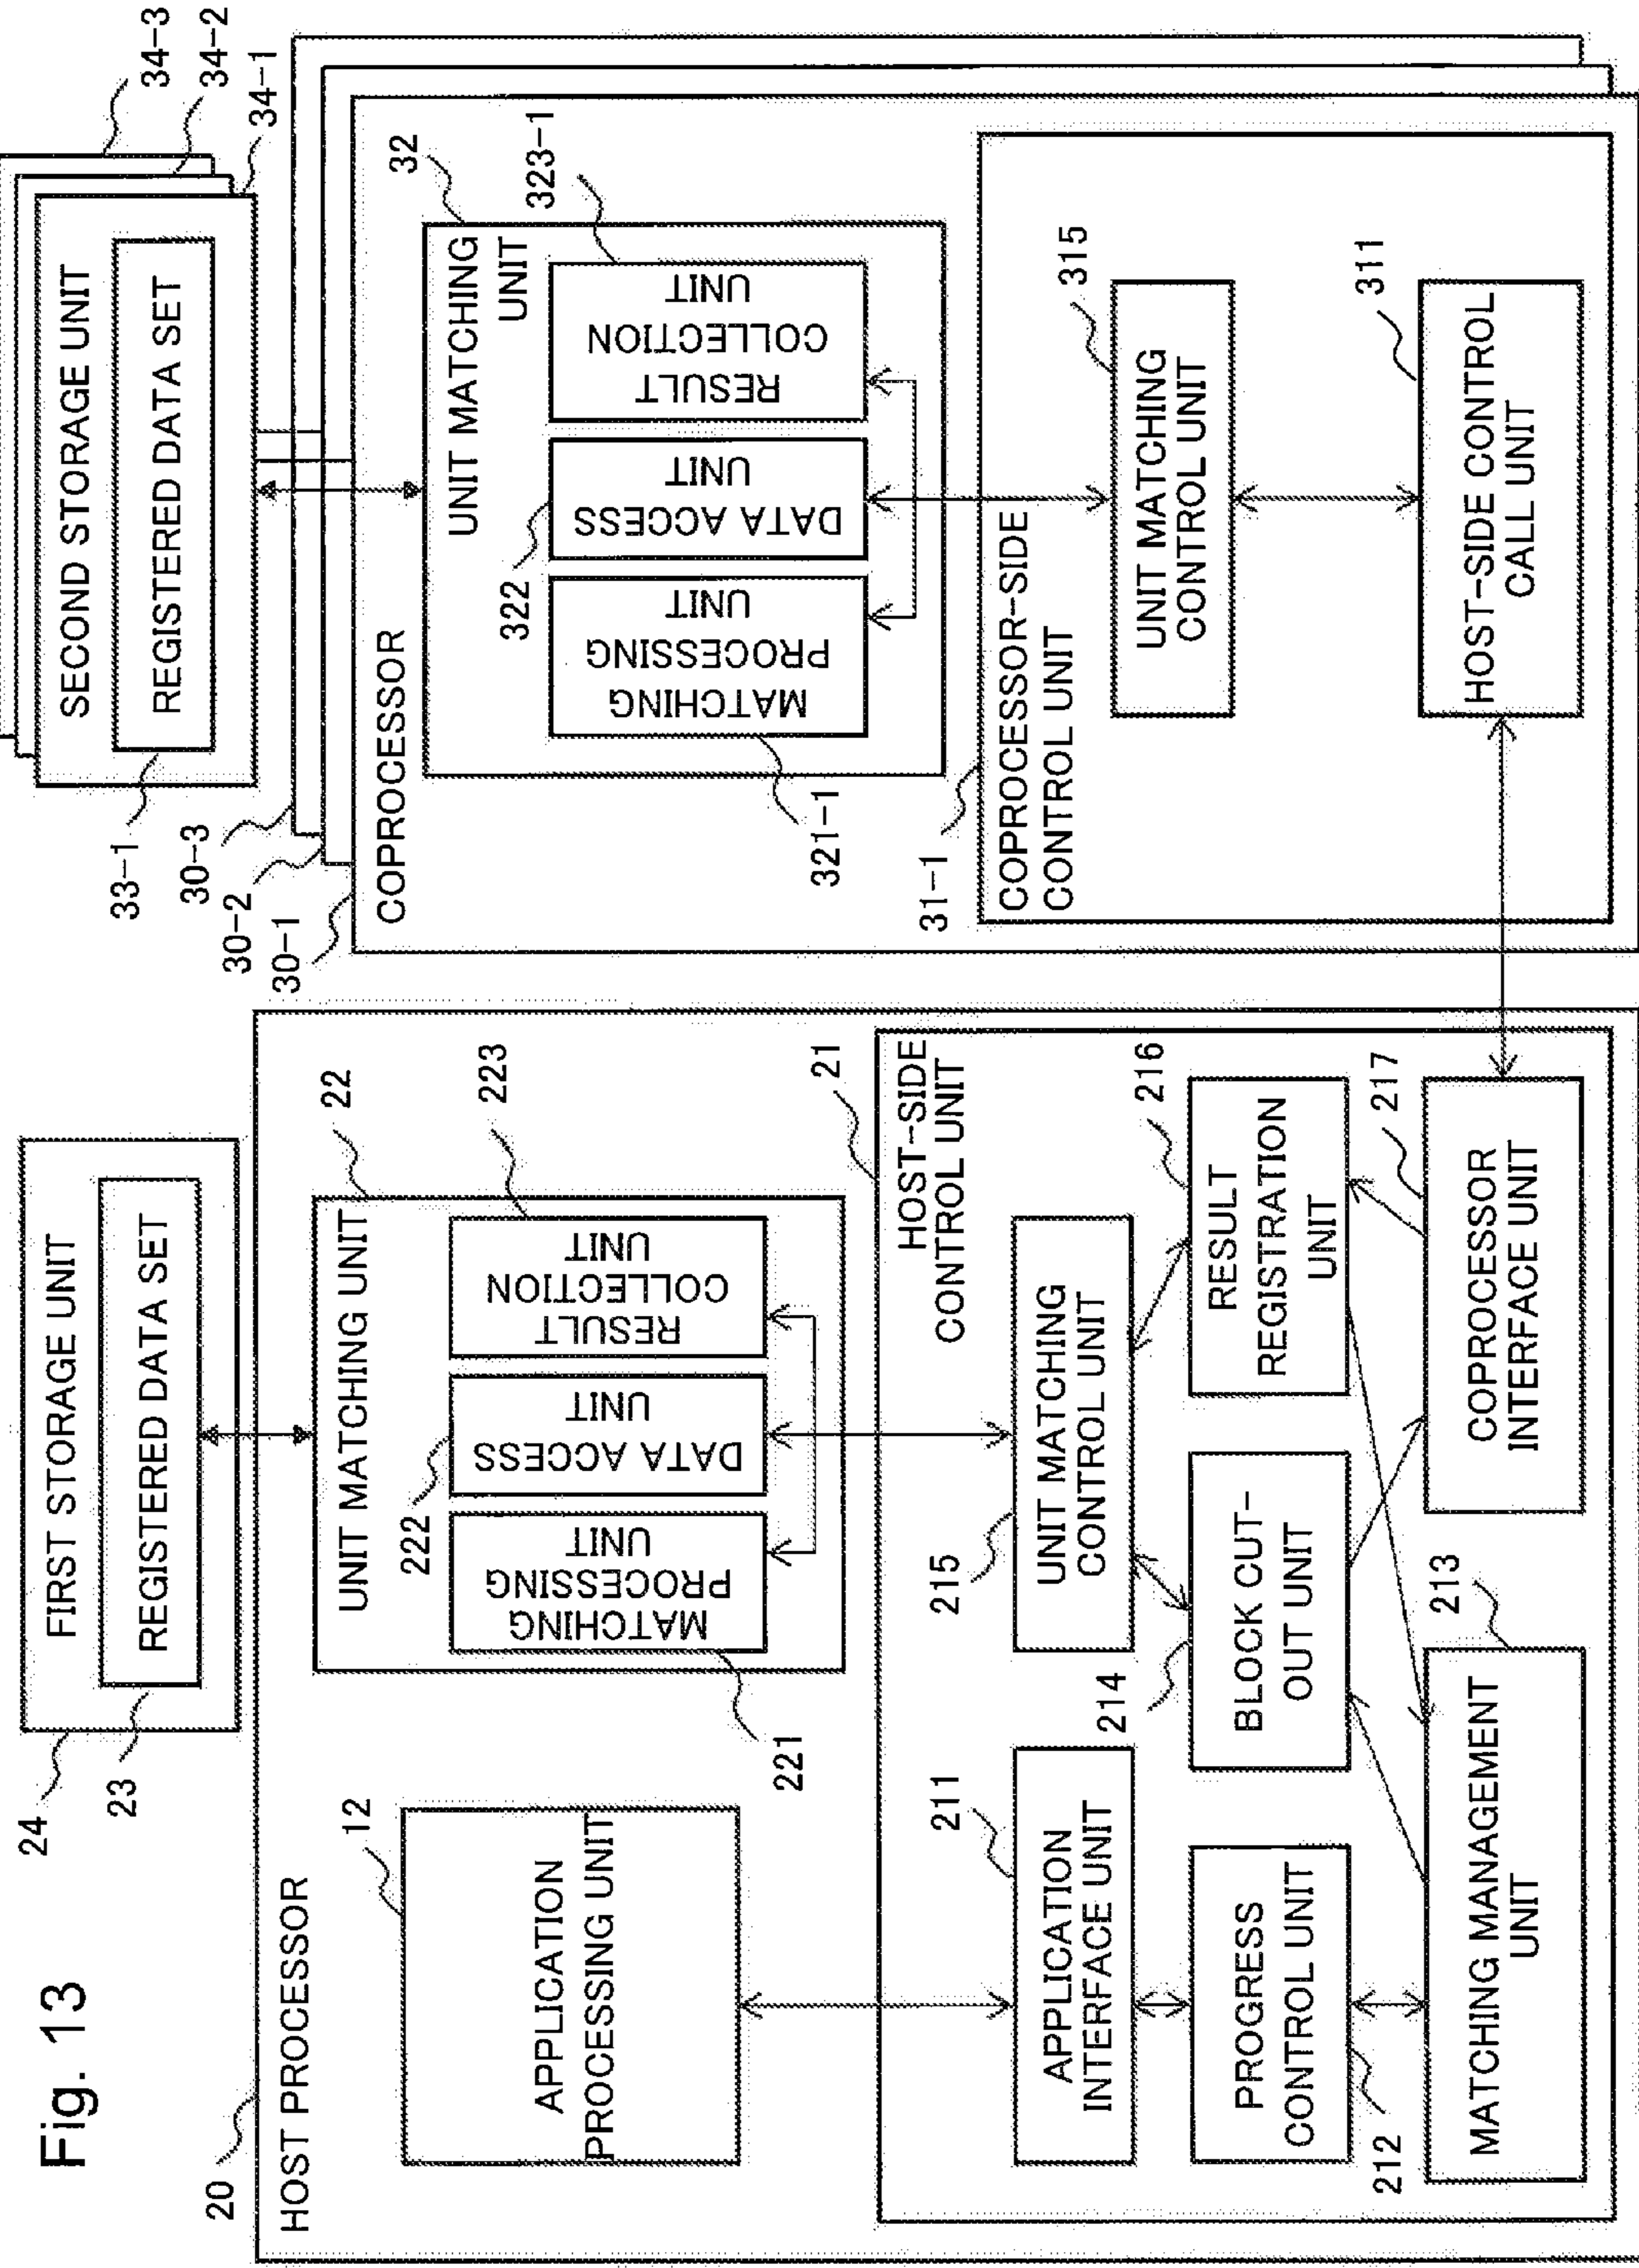 Fig. 13
20
HOST PROCESSOR
24
FIRST STORAGE UNIT
23
REGISTERED DATA SET
12
APPLICATION
PROCESSING UNIT
22
UNIT MATCHING UNIT
221
MATCHING
PROCESSING
UNIT
222
DATA ACCESS
UNIT
223
RESULT
COLLECTION
UNIT
21
HOST-SIDE
CONTROL UNIT
211
APPLICATION
INTERFACE UNIT
215
UNIT MATCHING
CONTROL UNIT
212
PROGRESS
CONTROL UNIT
214
BLOCK CUT-
OUT UNIT
216
RESULT
REGISTRATION
UNIT
213
MATCHING MANAGEMENT
UNIT
217
COPROCESSOR
INTERFACE UNIT
34-3
34-2
34-1
SECOND STORAGE UNIT
33-1
REGISTERED DATA SET
30-3
30-2
30-1
COPROCESSOR
32
UNIT MATCHING
UNIT
321-1
MATCHING
PROCESSING
UNIT
322
DATA ACCESS
UNIT
323-1
RESULT
COLLECTION
UNIT
31-1
COPROCESSOR-SIDE
CONTROL UNIT
315
UNIT MATCHING
CONTROL UNIT
311
HOST-SIDE CONTROL
CALL UNIT